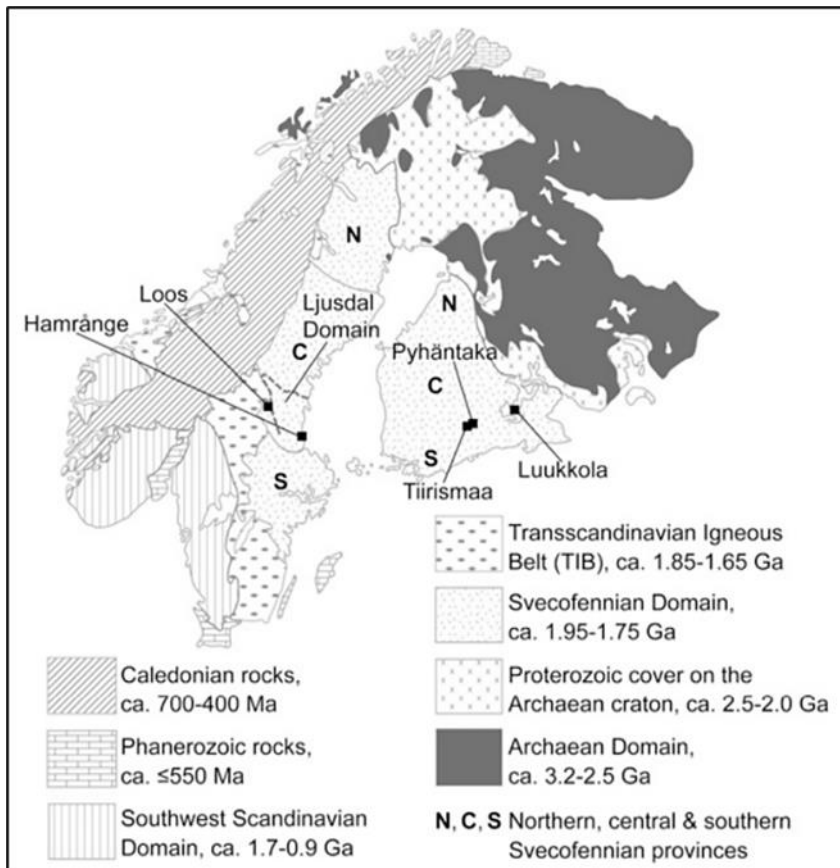 N
Loos
Ljusdal
Domain
Hamrånge
N
C
Pyhäntaka
C
S
S
Tiirismaa
Luukkola
Transscandinavian Igneous
Belt (TIB), ca. 1.85-1.65 Ga
Svecofennian Domain,
ca. 1.95-1.75 Ga
Caledonian rocks,
ca. 700-400 Ma
Proterozoic cover on the
Archaean craton, ca. 2.5-2.0 Ga
Phanerozoic rocks,
ca. ≤550 Ma
Archaean Domain,
ca. 3.2-2.5 Ga
Southwest Scandinavian
Domain, ca. 1.7-0.9 Ga
N, C, S Northern, central & southern
Svecofennian provinces